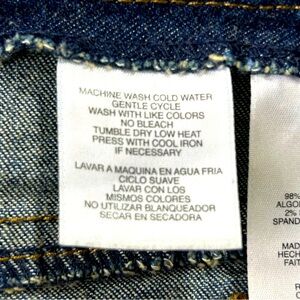 MACHINE WASH COLD WATER
GENTLE CYCLE
WASH WITH LIKE COLORS
NO BLEACH
TUMBLE DRY LOW HEAT
PRESS WITH COOL IRON
IF NECESSARY
LAVAR A MAQUINA EN AGUA FRIA
CICLO SUAVE
LAVAR CON LOS
MISMOS COLORES
NO UTILIZAR BLANQUEADOR
SECAR EN SECADORA
98%
ALGO
2%
SPAND
MAD
HECH
FAIT